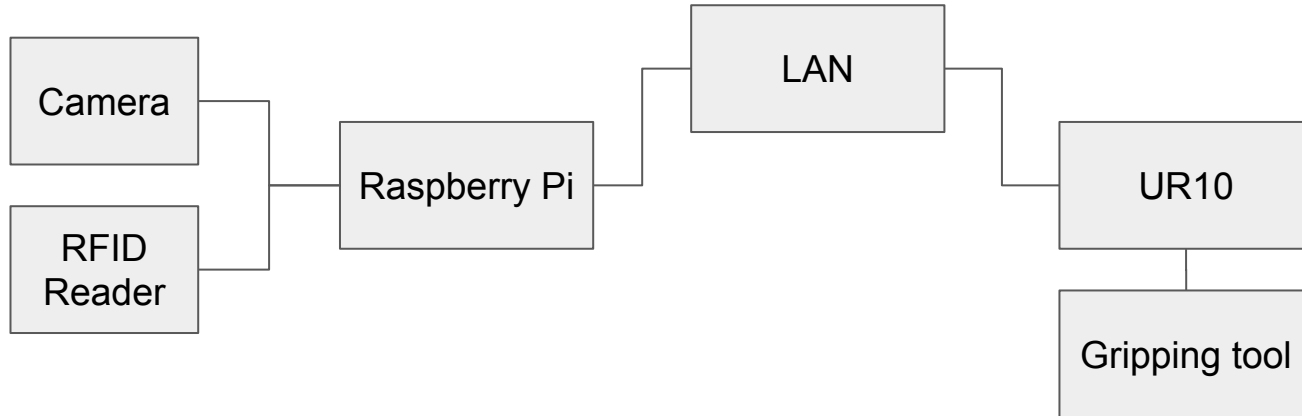 Camera
RFID
Reader
Raspberry Pi
LAN
UR10
Gripping tool